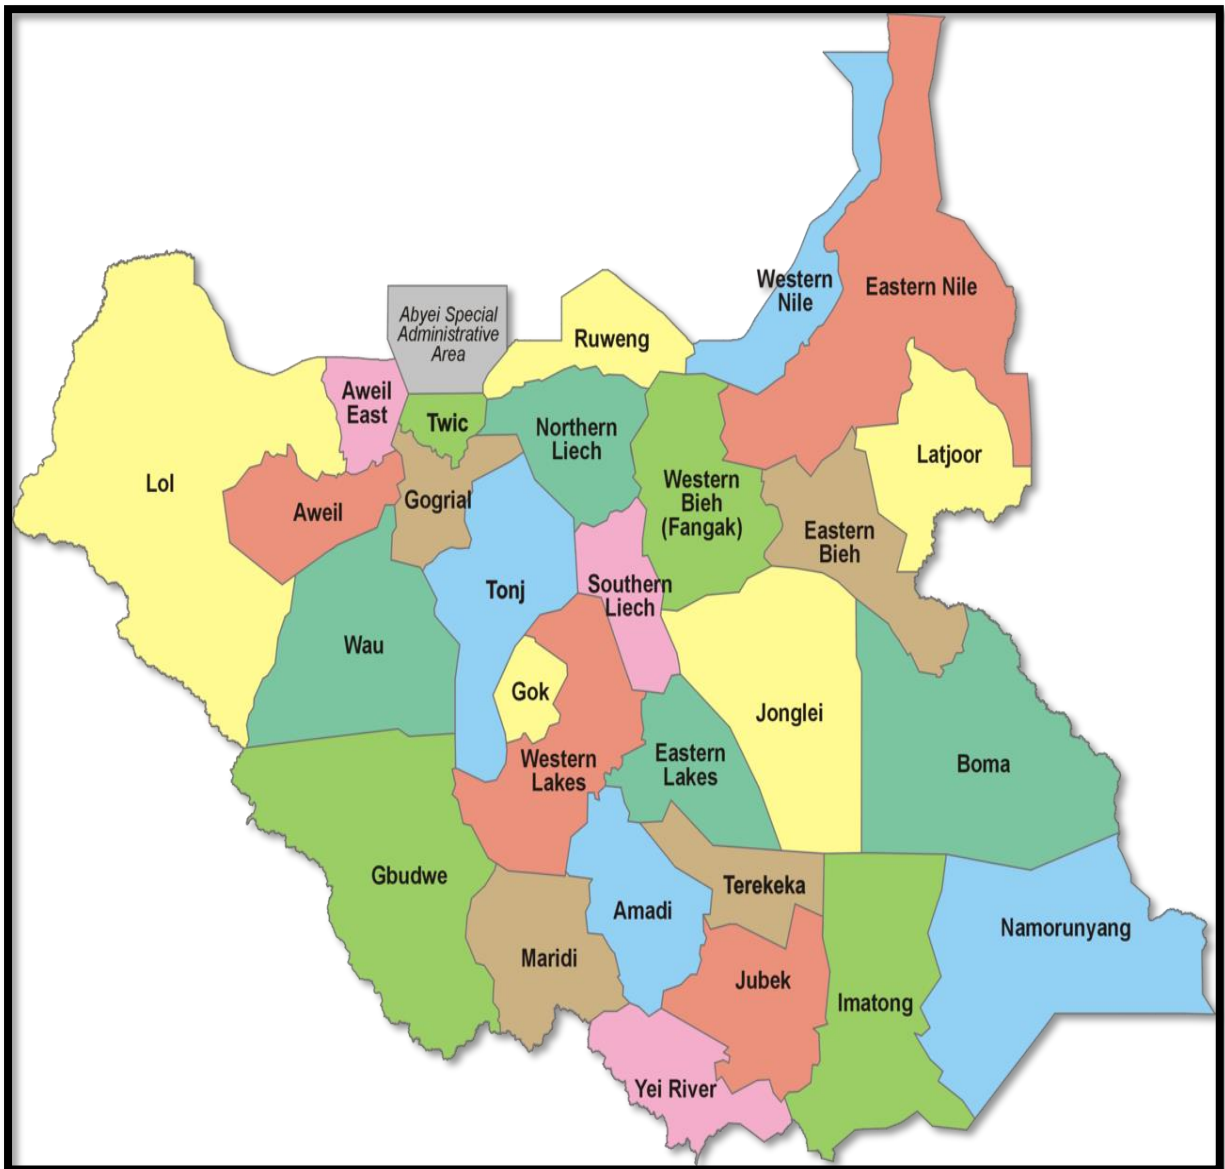 Western
Nile
Eastern Nile
Abyei Special
Administrative
Area
Ruweng
Aweil
East
Twic
Northern
Liech
Latjoor
Lol
Aweil
Gogrial
Western
Bieh
(Fangak)
Eastern
Bieh
Tonj
Southern
Liech
Wau
Gok
Jonglei
Western
Lakes
Eastern
Lakes
Boma
Gbudwe
Amadi
Terekeka
Namorunyang
Maridi
Jubek
Imatong
Yei River